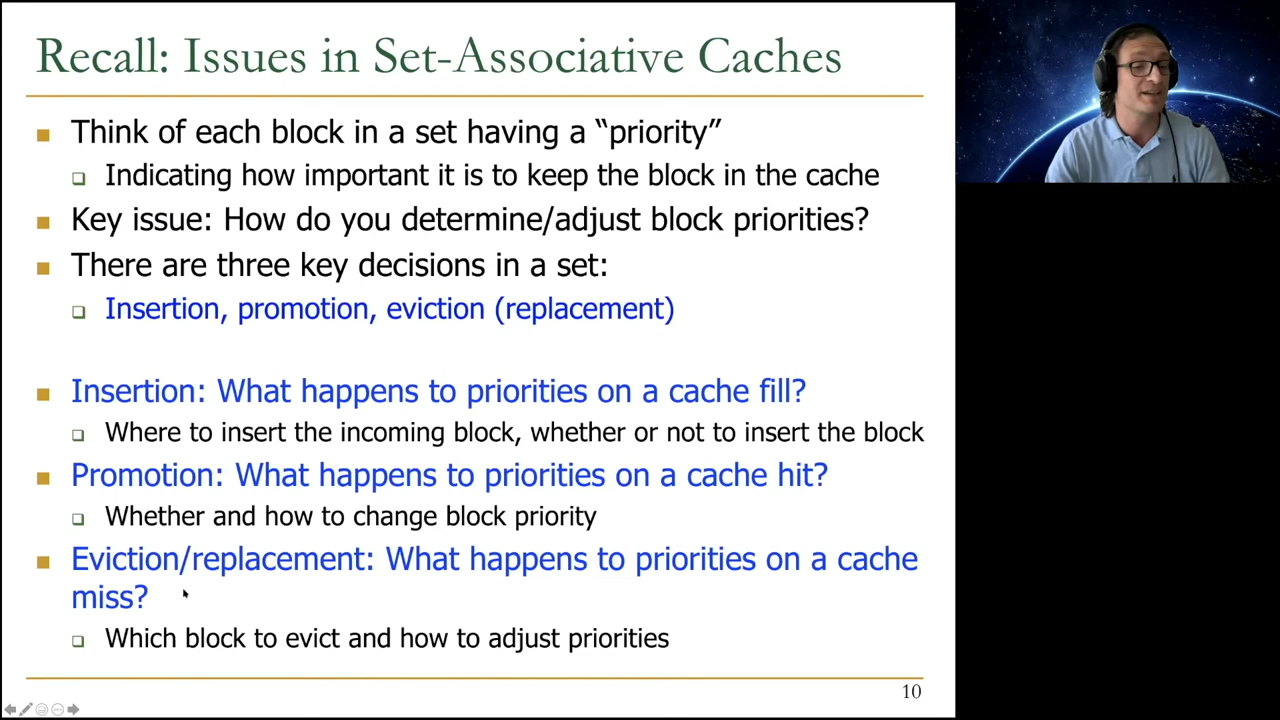 Recall: Issues in Set-Associative Caches
Think of each block in a set having a “priority”
Indicating how important it is to keep the block in the cache
Key issue: How do you determine/adjust block priorities?
There are three key decisions in a set:
Insertion, promotion, eviction (replacement)
Insertion: What happens to priorities on a cache fill?
Where to insert the incoming block, whether or not to insert the block
Promotion: What happens to priorities on a cache hit?
Whether and how to change block priority
Eviction/replacement: What happens to priorities on a cache
miss?
Which block to evict and how to adjust priorities
10